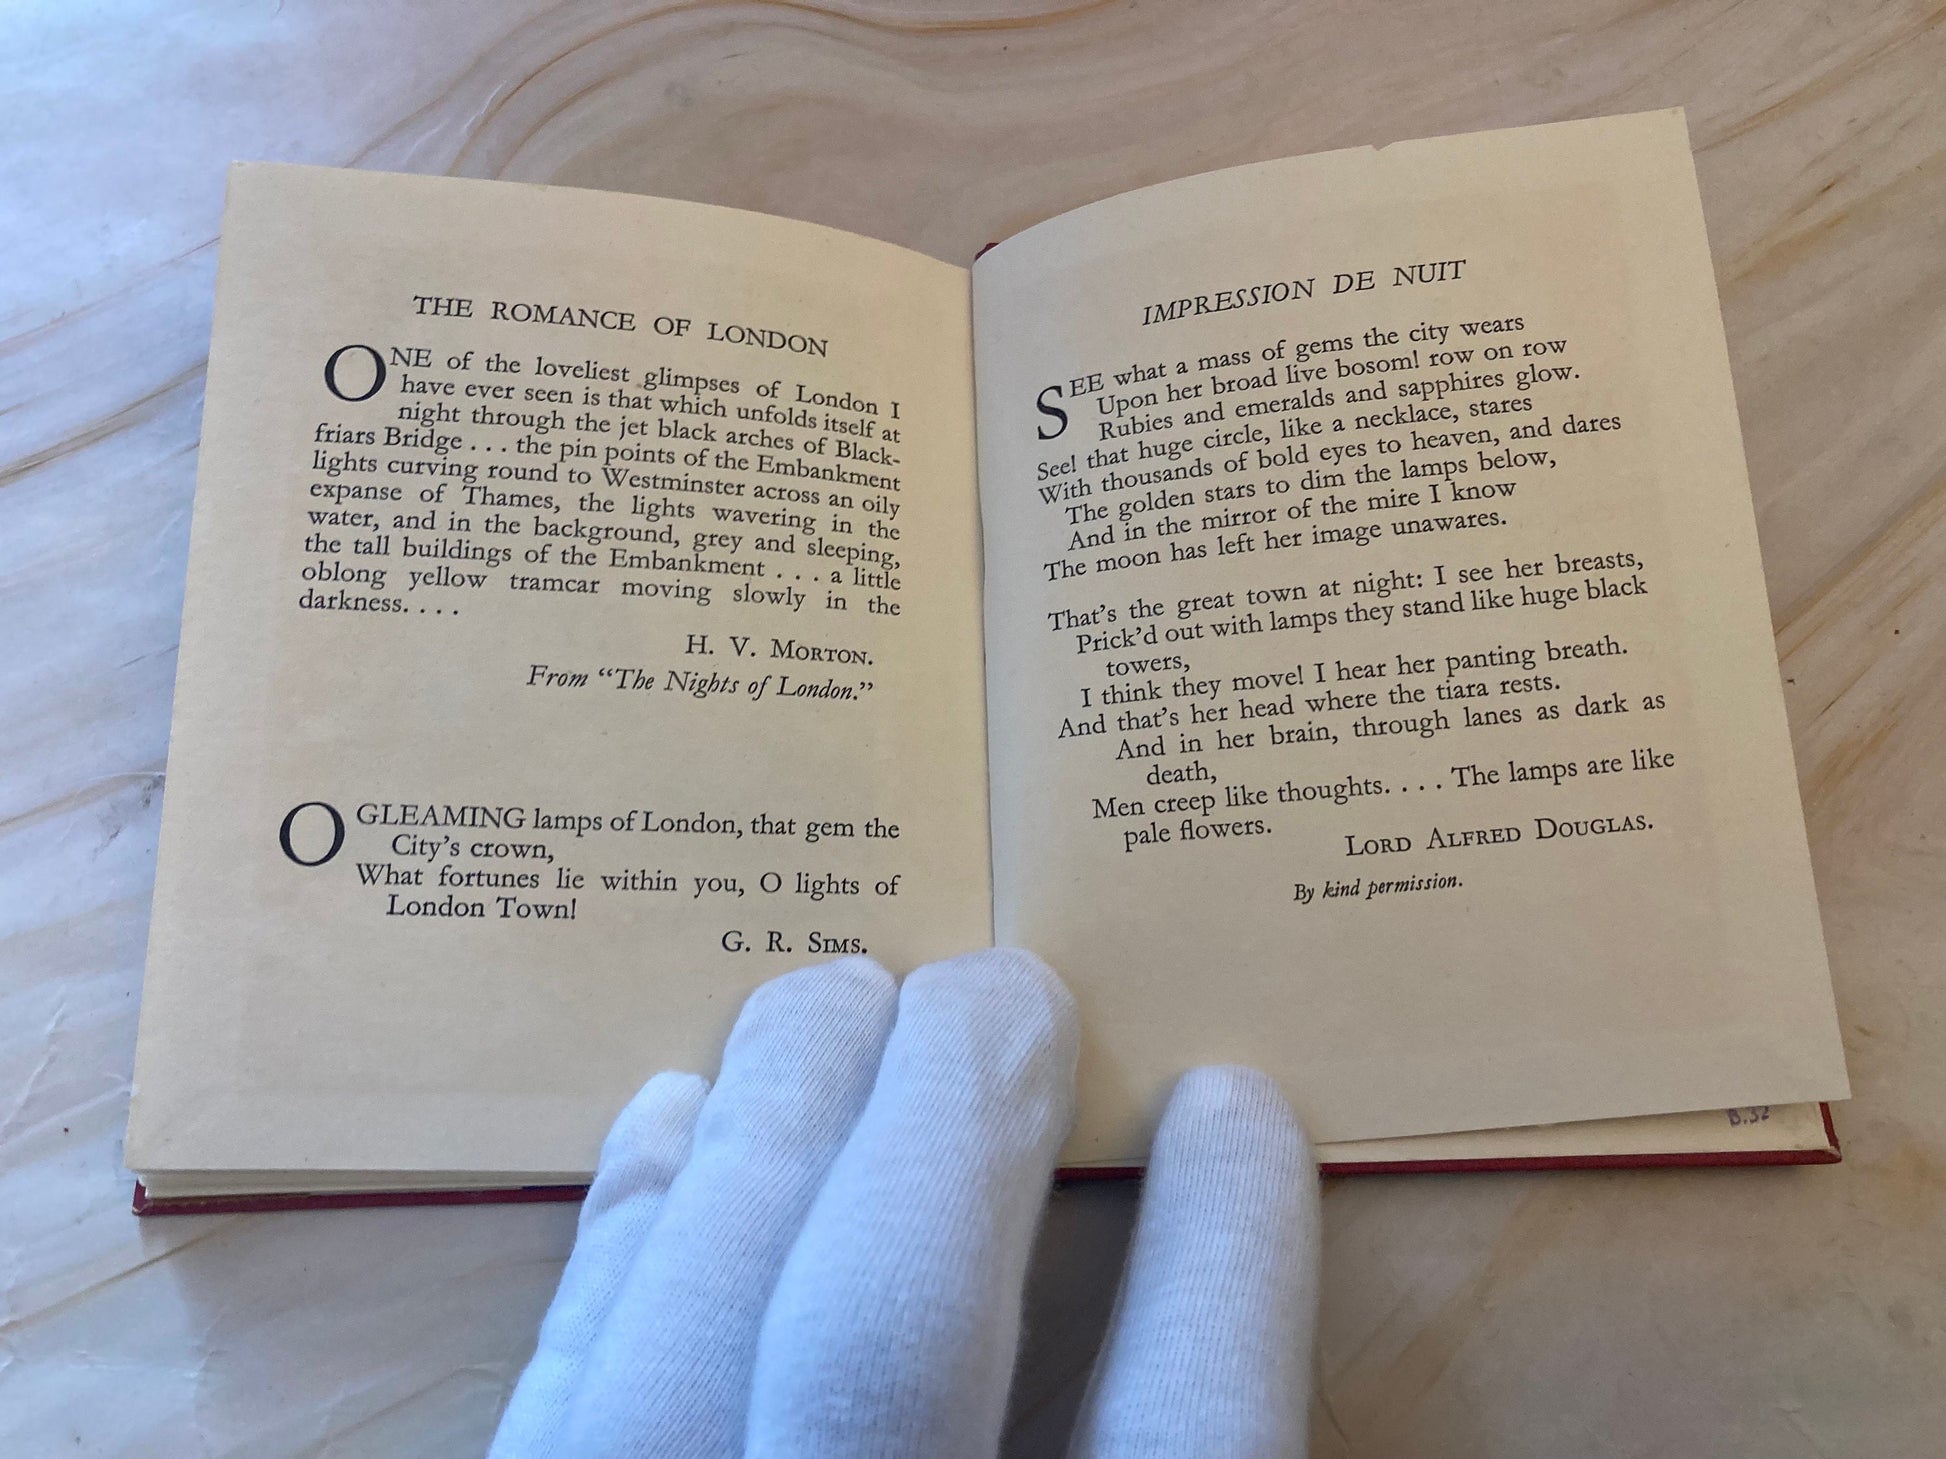 THE ROMANCE OF LONDON
ONE of the loveliest glimpses of London I
have ever seen is that which unfolds itself at
night through the jet black arches of Black-
friars Bridge . . . the pin points of the Embankment
lights curving round to Westminster across an oily
expanse of Thames, the lights wavering in the
water, and in the background, grey and sleeping,
the tall buildings of the Embankment . . . a little
oblong yellow tramcar moving slowly in the
darkness. . . .
H. V. MORTON.
From "The Nights of London."
O GLEAMING lamps of London, that gem the
City's crown,
What fortunes lie within you, O lights of
London Town!
G. R. SIMS.
IMPRESSION DE NUIT
SEE what a mass of gems the city wears
Upon her broad live bosom! row on row
Rubies and emeralds and sapphires glow.
See! that huge circle, like a necklace, stares
With thousands of bold eyes to heaven, and dares
The golden stars to dim the lamps below,
And in the mirror of the mire I know
The moon has left her image unawares.
That's the great town at night: I see her breasts,
Prick'd out with lamps they stand like huge black
towers,
I think they move! I hear her panting breath.
And that's her head where the tiara rests.
And in her brain, through lanes as dark as
death,
Men creep like thoughts. . . . The lamps are like
pale flowers.
LORD ALFRED DOUGLAS.
By kind permission.
B.32